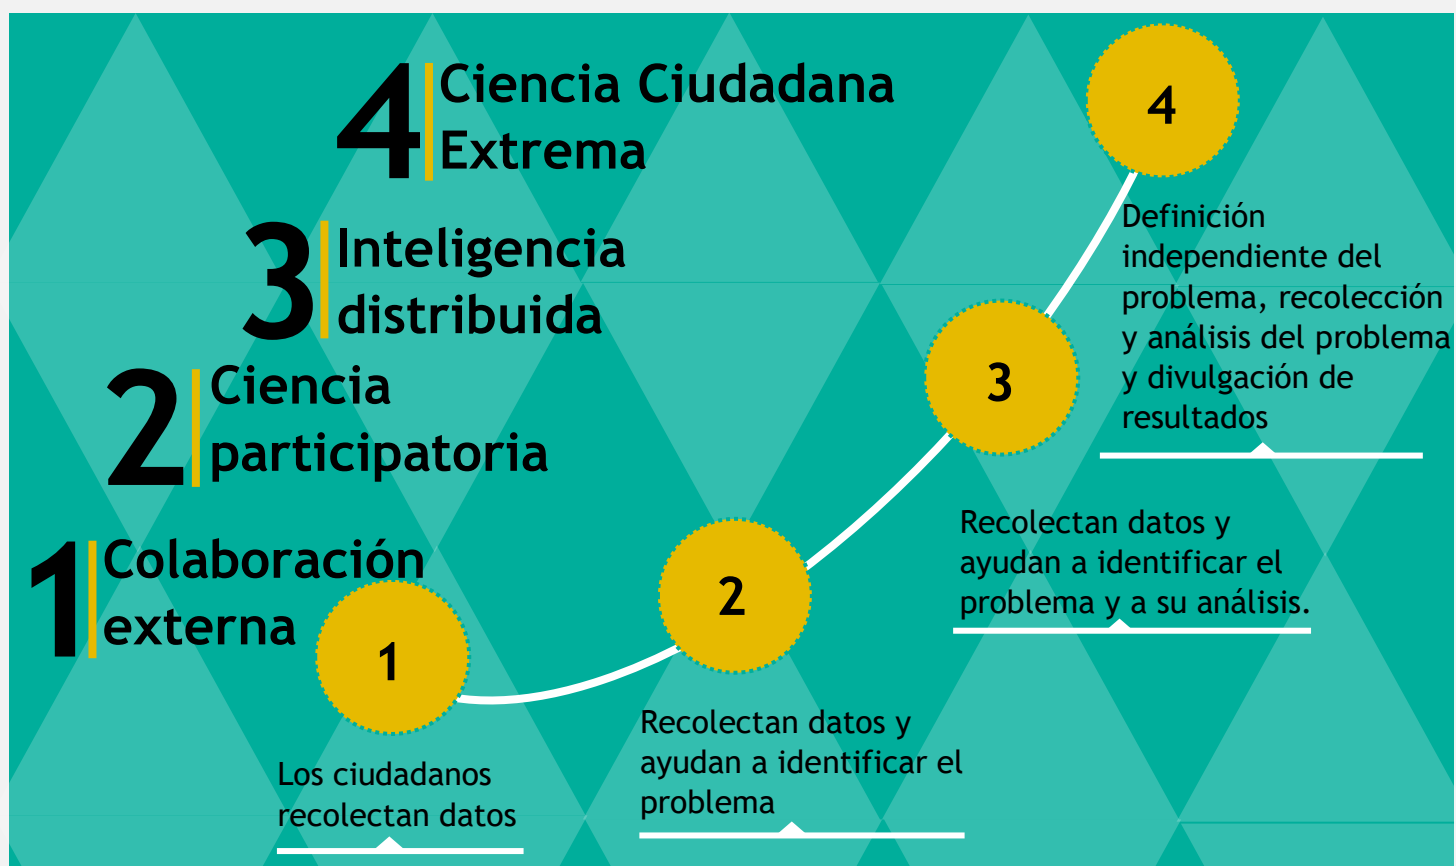 4
Ciencia Ciudadana
Extrema
3
Inteligencia
distribuida
2
Ciencia
participatoria
1
Colaboración
externa
1
Los ciudadanos
recolectan datos
2
Recolectan datos y
ayudan a identificar el
problema
3
Recolectan datos y
ayudan a identificar el
problema y a su análisis.
4
Definición
independiente del
problema, recolección
y análisis del problema
y divulgación de
resultados